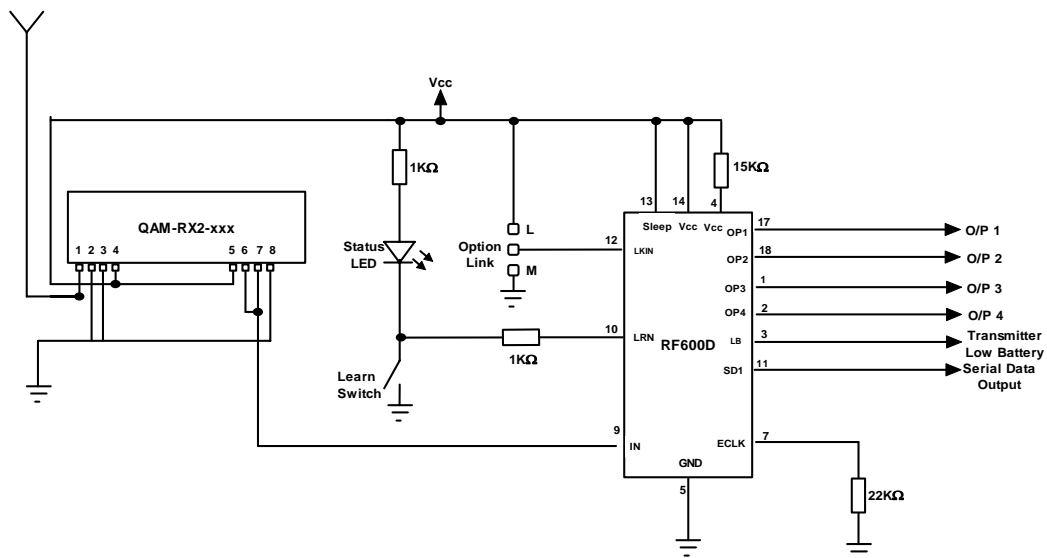 Vcc
1KΩ
15KΩ
13
14
4
QAM-RX2-xxx
Sleep
Vcc
Vcc
17
OP1
O/P 1
L
1 2 3 4
5 6 7 8
Status
LED
Option
Link
12
LKIN
18
OP2
O/P 2
M
1
OP3
O/P 3
2
OP4
O/P 4
10
LRN
RF600D
3
LB
Transmitter
Low Battery
1KΩ
11
SD1
Serial Data
Output
Learn
Switch
9
IN
7
ECLK
GND
5
22KΩ